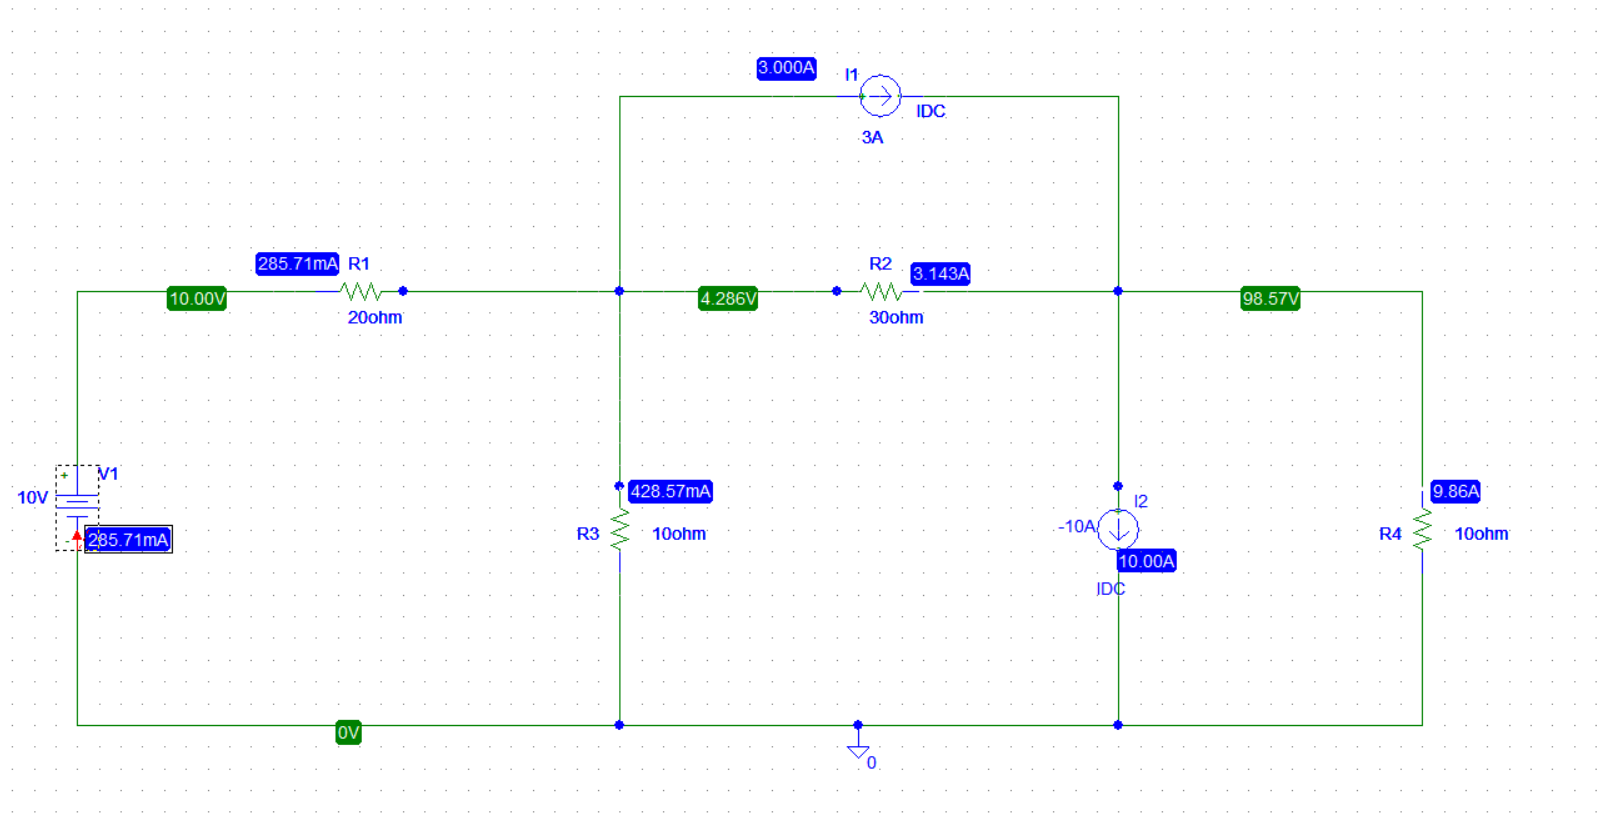 3.000A
I1
IDC
3A
285.71mA
R1
R2
3.143A
10.00V
4.286V
98.57V
20ohm
30ohm
+
V1
10V
-
285.71mA
428.57mA
R3
10ohm
I2
-10A
10.00A
IDC
9.86A
R4
10ohm
0V
0